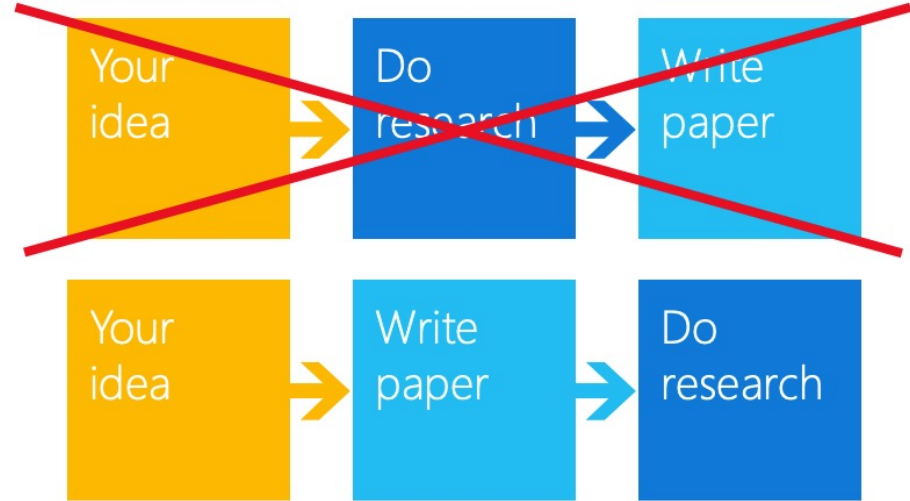 Your
idea
Do
research
Write
paper
Your
idea
Write
paper
Do
research